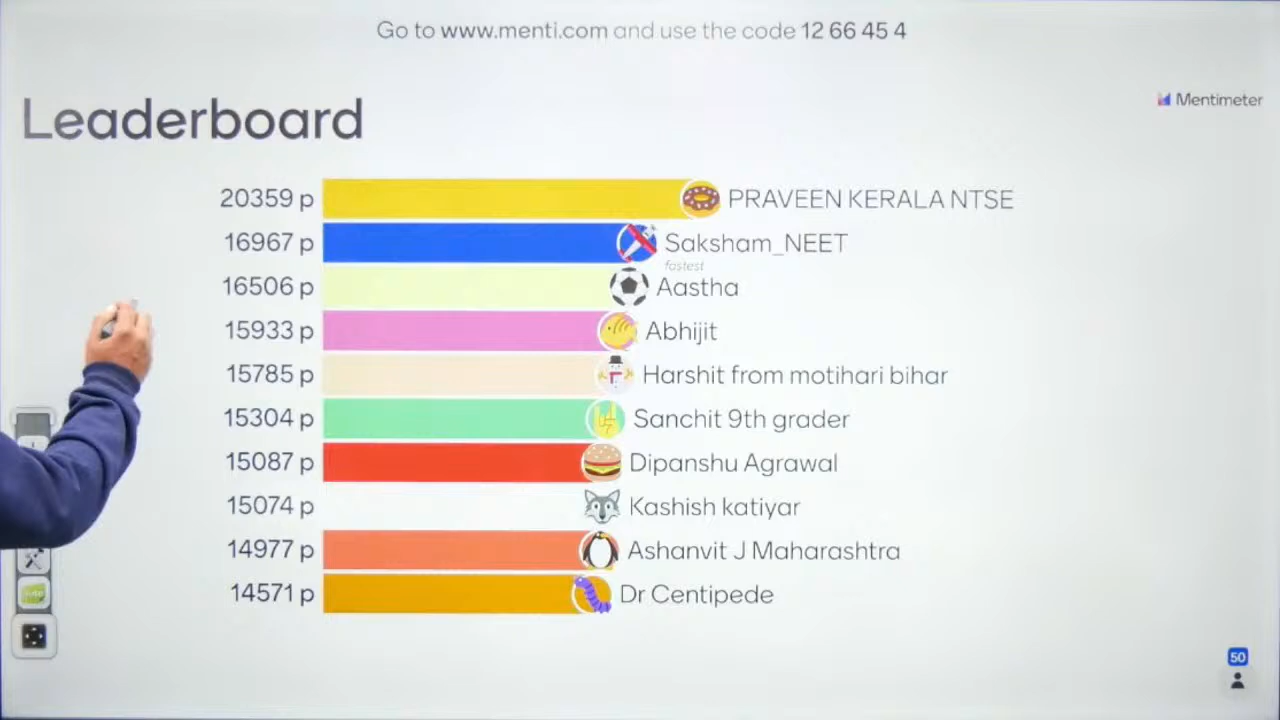 Go to www.menti.com and use the code 12 66 45 4
Mentimeter
Leaderboard
20359 p PRAVEEN KERALA NTSE
16967 p Saksham_NEET
fastest
16506 p Aastha
15933 p Abhijit
15785 p Harshit from motihari bihar
15304 p Sanchit 9th grader
15087 p Dipanshu Agrawal
15074 p Kashish katiyar
14977 p Ashanvit J Maharashtra
14571 p Dr Centipede
50